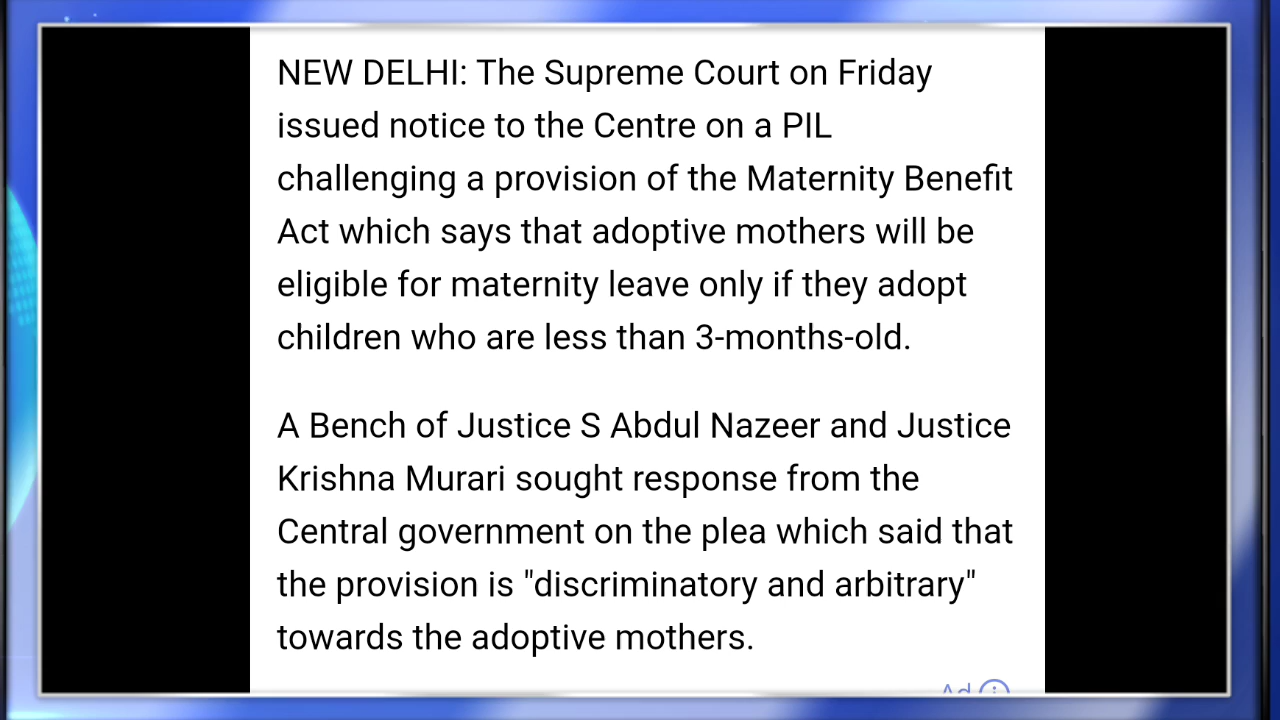 NEW DELHI: The Supreme Court on Friday
issued notice to the Centre on a PIL
challenging a provision of the Maternity Benefit
Act which says that adoptive mothers will be
eligible for maternity leave only if they adopt
children who are less than 3-months-old.
A Bench of Justice S Abdul Nazeer and Justice
Krishna Murari sought response from the
Central government on the plea which said that
the provision is "discriminatory and arbitrary"
towards the adoptive mothers.
Ad